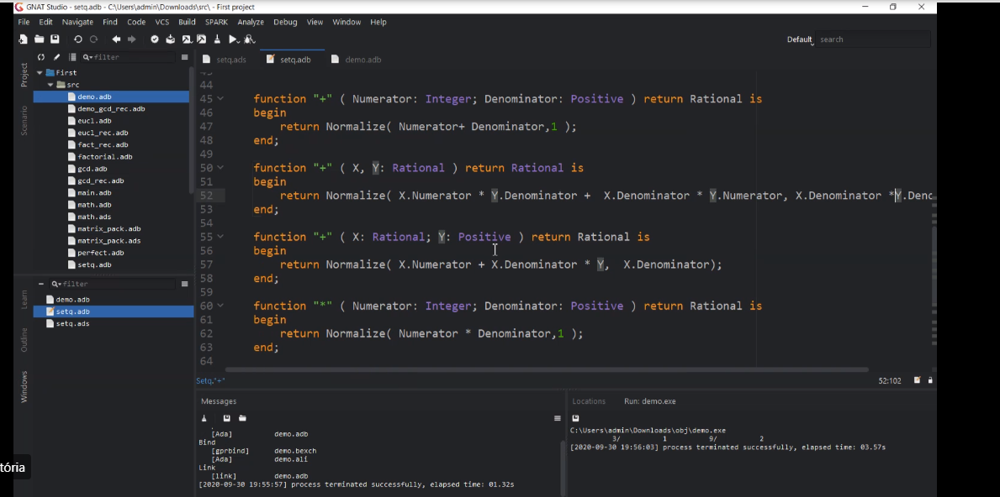 GNAT Studio - setq.adb - C:\Users\admin\Downloads\src\ - First project
File Edit Navigate Find Code VCS Build SPARK Analyze Debug View Window Help
Default search
filter
setq.ads setq.adb demo.adb
Project
Scenario
First
src
demo.adb
demo_gcd_rec.adb
eucl.adb
eucl_rec.adb
fact_rec.adb
factorial.adb
gcd.adb
gcd_rec.adb
main.adb
math.adb
math.ads
matrix_pack.adb
matrix_pack.ads
perfect.adb
setq.adb
filter
Learn
Outline
Windows
demo.adb
setq.adb
setq.ads
44
45 function "+" ( Numerator: Integer; Denominator: Positive ) return Rational is
46 begin
47 return Normalize( Numerator+ Denominator,1 );
48 end;
49
50 function "+" ( X, Y: Rational ) return Rational is
51 begin
52 return Normalize( X.Numerator * Y.Denominator + X.Denominator * Y.Numerator, X.Denominator *Y.Deno
53 end;
54
55 function "+" ( X: Rational; Y: Positive ) return Rational is
56 begin
57 return Normalize( X.Numerator + X.Denominator * Y, X.Denominator);
58 end;
59
60 function "*" ( Numerator: Integer; Denominator: Positive ) return Rational is
61 begin
62 return Normalize( Numerator * Denominator,1 );
63 end;
64
Setq."+" 52:102
Messages
[Ada] demo.adb
Bind
[gprbind] demo.bexch
[Ada] demo.ali
Link
[link] demo.adb
[2020-09-30 19:55:57] process terminated successfully, elapsed time: 01.32s
Locations Run: demo.exe
C:\Users\admin\Downloads\obj\demo.exe
3/ 1 9/ 2
[2020-09-30 19:56:03] process terminated successfully, elapsed time: 03.57s
tória